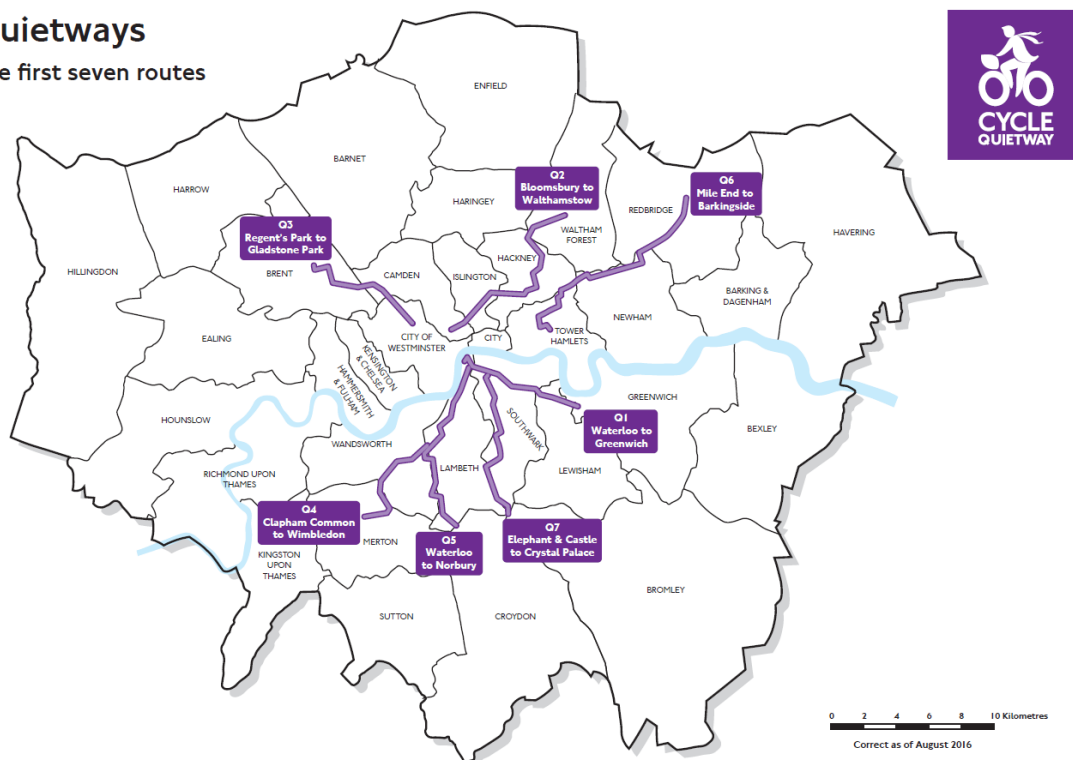 uietways
e first seven routes
CYCLE
QUIETWAY
ENFIELD
BARNET
HARROW
HARINGEY
Q2
Bloomsbury to
Walthamstow
Q6
Mile End to
Barkingside
REDBRIDGE
WALTHAM
FOREST
HAVERING
Q3
Regent's Park to
Gladstone Park
HILLINGDON
BRENT
CAMDEN
ISLINGTON
HACKNEY
BARKING &
DAGENHAM
NEWHAM
EALING
CITY OF
WESTMINSTER
CITY
TOWER
HAMLETS
KENSINGTON
& CHELSEA
HAMMERSMITH
& FULHAM
GREENWICH
HOUNSLOW
SOUTHWARK
Q1
Waterloo to
Greenwich
BEXLEY
WANDSWORTH
LAMBETH
LEWISHAM
RICHMOND UPON
THAMES
Q4
Clapham Common
to Wimbledon
MERTON
Q5
Waterloo
to Norbury
Q7
Elephant & Castle
to Crystal Palace
KINGSTON
UPON
THAMES
BROMLEY
SUTTON
CROYDON
0 2 4 6 8 10 Kilometres
Correct as of August 2016